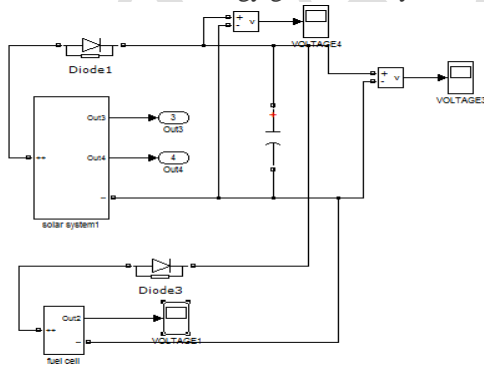 +
-
v
VOLTAGE4
Diode1
+
-
v
VOLTAGE3
++
Out3
3
Out3
Out4
4
Out4
+
-
solar system1
Diode3
Out2
++
-
VOLTAGE1
fuel cell